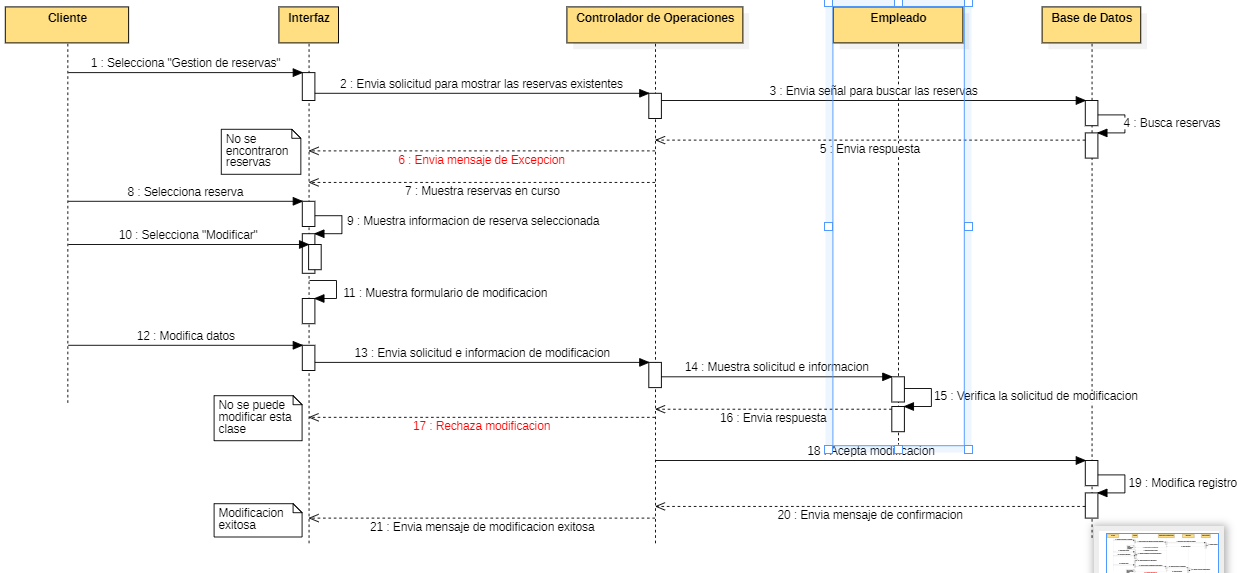 Cliente
Interfaz
Controlador de Operaciones
Empleado
Base de Datos
1 : Selecciona "Gestion de reservas"
2 : Envia solicitud para mostrar las reservas existentes
3 : Envia señal para buscar las reservas
4 : Busca reservas
5 : Envia respuesta
No se
encontraron
reservas
6 : Envia mensaje de Excepcion
7 : Muestra reservas en curso
8 : Selecciona reserva
9 : Muestra informacion de reserva seleccionada
10 : Selecciona "Modificar"
11 : Muestra formulario de modificacion
12 : Modifica datos
13 : Envia solicitud e informacion de modificacion
14 : Muestra solicitud e informacion
15 : Verifica la solicitud de modificacion
16 : Envia respuesta
No se puede
modificar esta
clase
17 : Rechaza modificacion
18 : Acepta modificacion
19 : Modifica registro
20 : Envia mensaje de confirmacion
Modificacion
exitosa
21 : Envia mensaje de modificacion exitosa